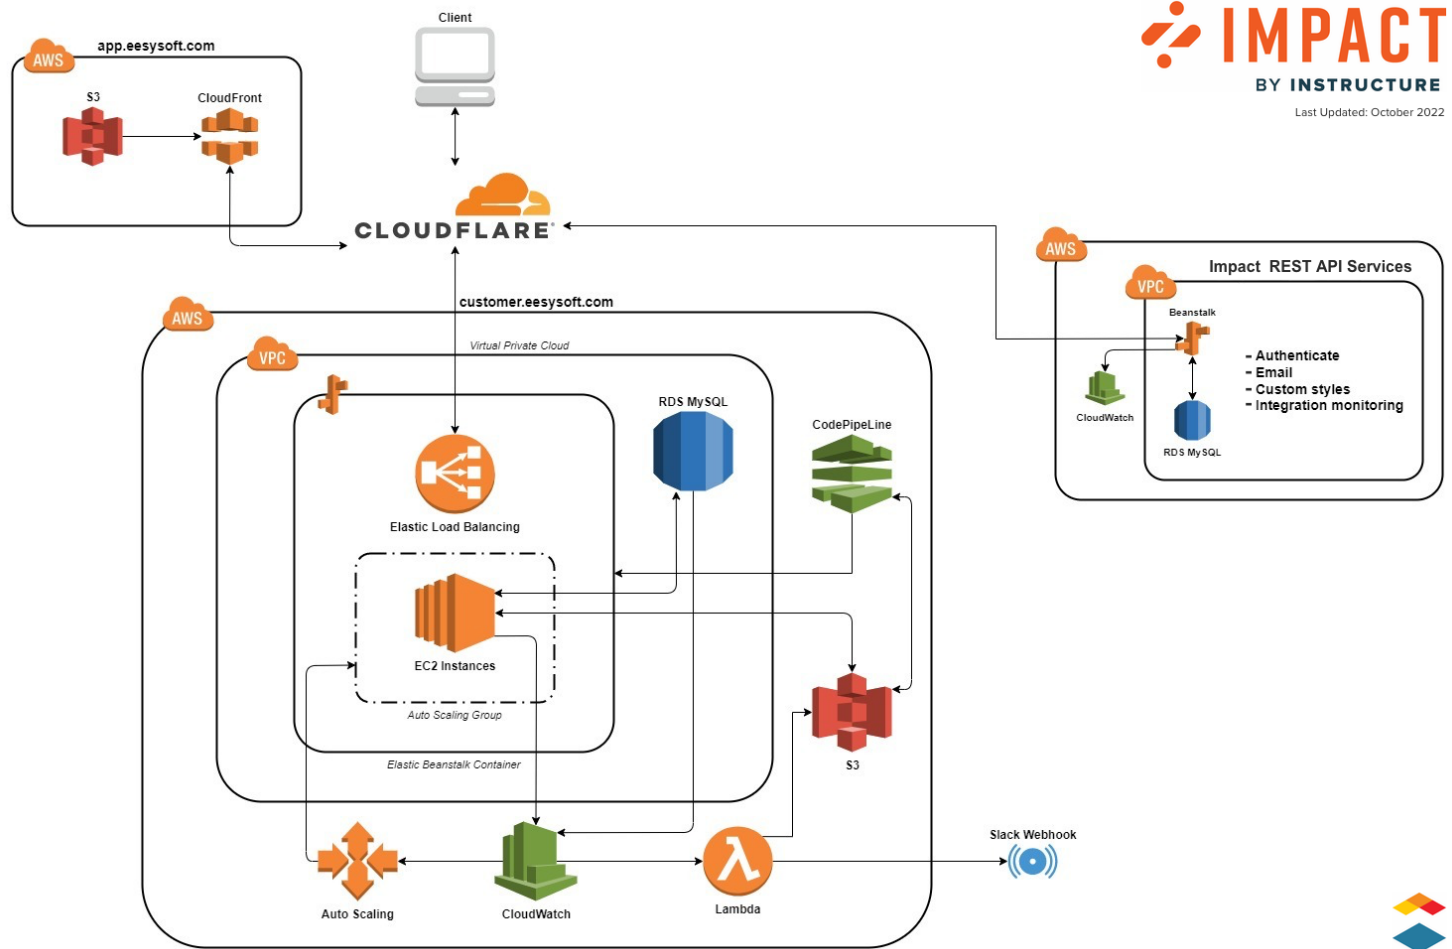 Client
IMPACT
BY INSTRUCTURE
Last Updated: October 2022
AWS
app.eesysoft.com
S3
CloudFront
CLOUDFLARE
AWS
Impact REST API Services
VPC
Beanstalk
- Authenticate
- Email
- Custom styles
- Integration monitoring
CloudWatch
RDS MySQL
AWS
customer.eesysoft.com
VPC
Virtual Private Cloud
RDS MySQL
CodePipeLine
Elastic Load Balancing
EC2 Instances
Auto Scaling Group
Elastic Beanstalk Container
S3
Auto Scaling
CloudWatch
Lambda
Slack Webhook